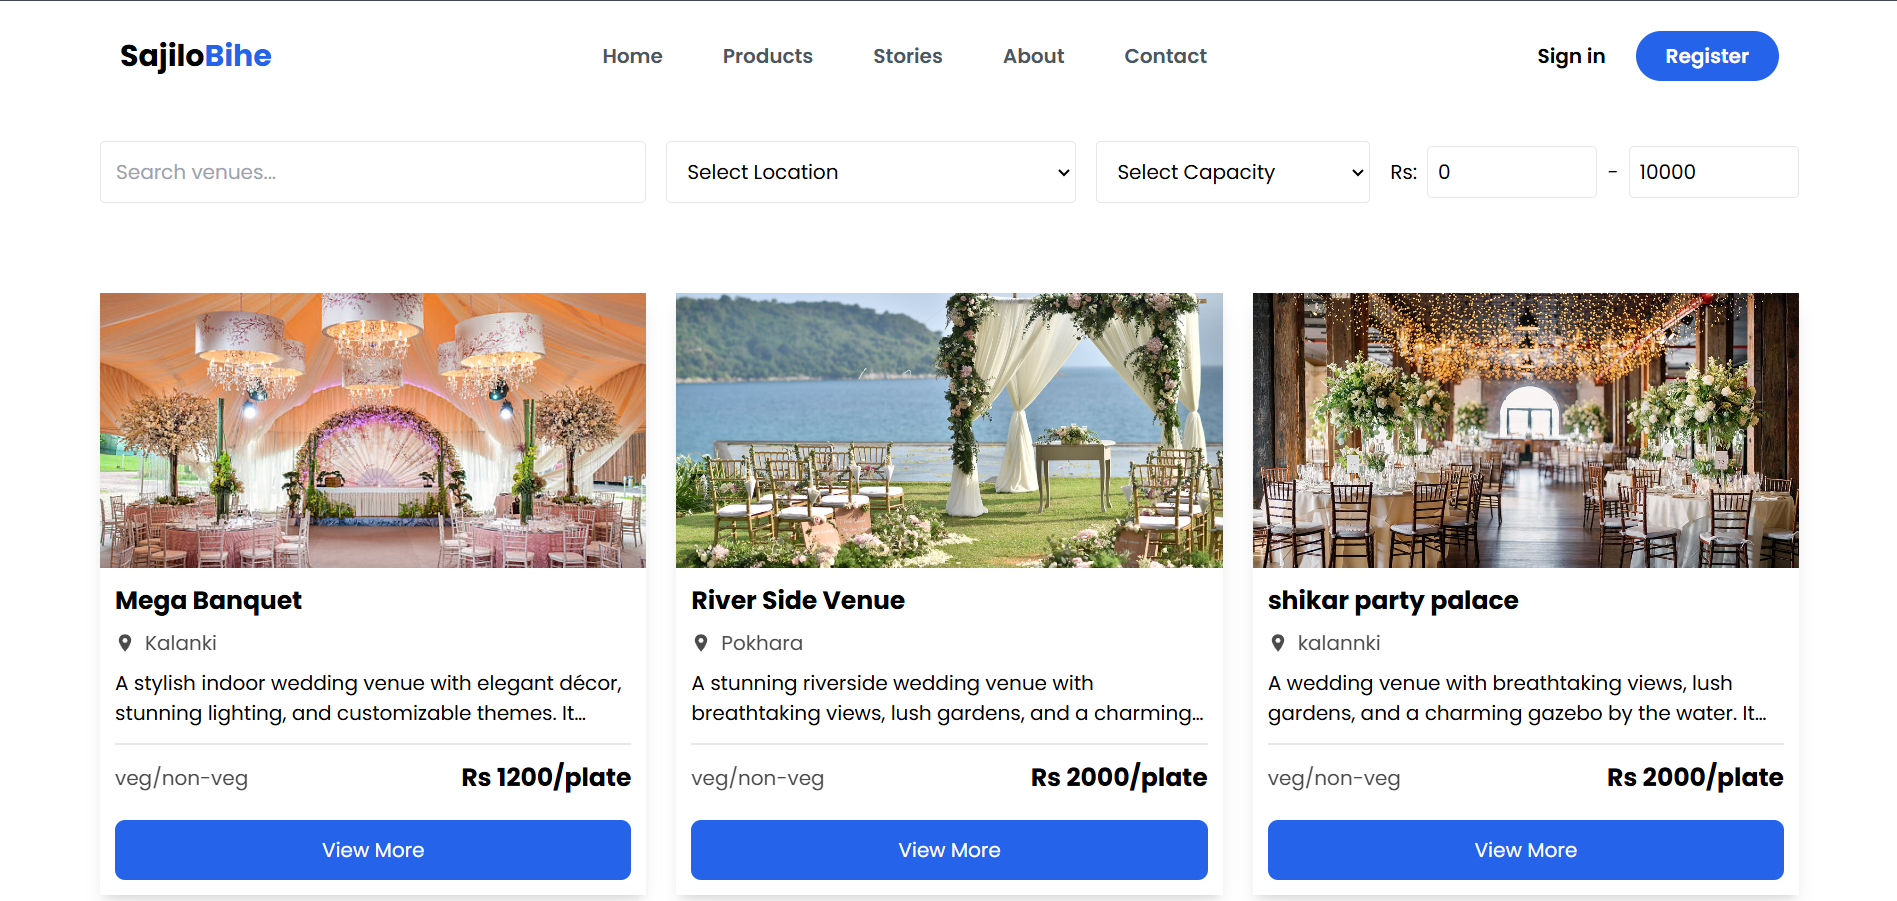 SajiloBihe
Home Products Stories About Contact
Sign in Register
Search venues...
Select Location
Select Capacity
Rs: 0 - 10000
Mega Banquet
Kalanki
A stylish indoor wedding venue with elegant décor,
stunning lighting, and customizable themes. It...
veg/non-veg Rs 1200/plate
View More
River Side Venue
Pokhara
A stunning riverside wedding venue with
breathtaking views, lush gardens, and a charming...
veg/non-veg Rs 2000/plate
View More
shikar party palace
kalannki
A wedding venue with breathtaking views, lush
gardens, and a charming gazebo by the water. It...
veg/non-veg Rs 2000/plate
View More